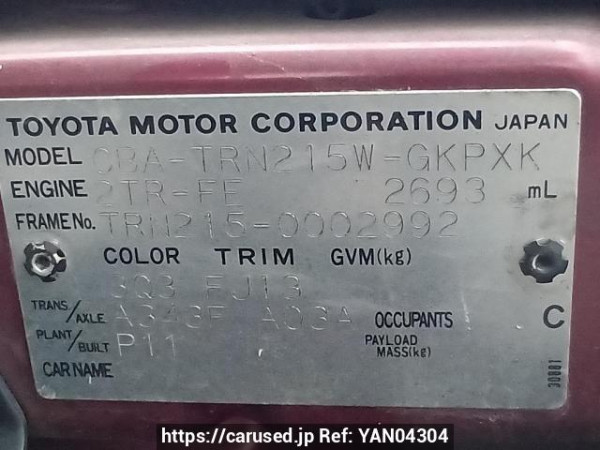 TOYOTA MOTOR CORPORATION JAPAN
MODEL CBA-TRN215W-GKPXK
ENGINE 2TR-FE 2693 mL
FRAME No. TRN215-0002992
COLOR TRIM GVM(kg)
3Q3 FJ13
TRANS/AXLE A343F A03A OCCUPANTS C
PLANT/BUILT P11 PAYLOAD MASS(kg)
CAR NAME
30881
https://carused.jp Ref: YAN04304